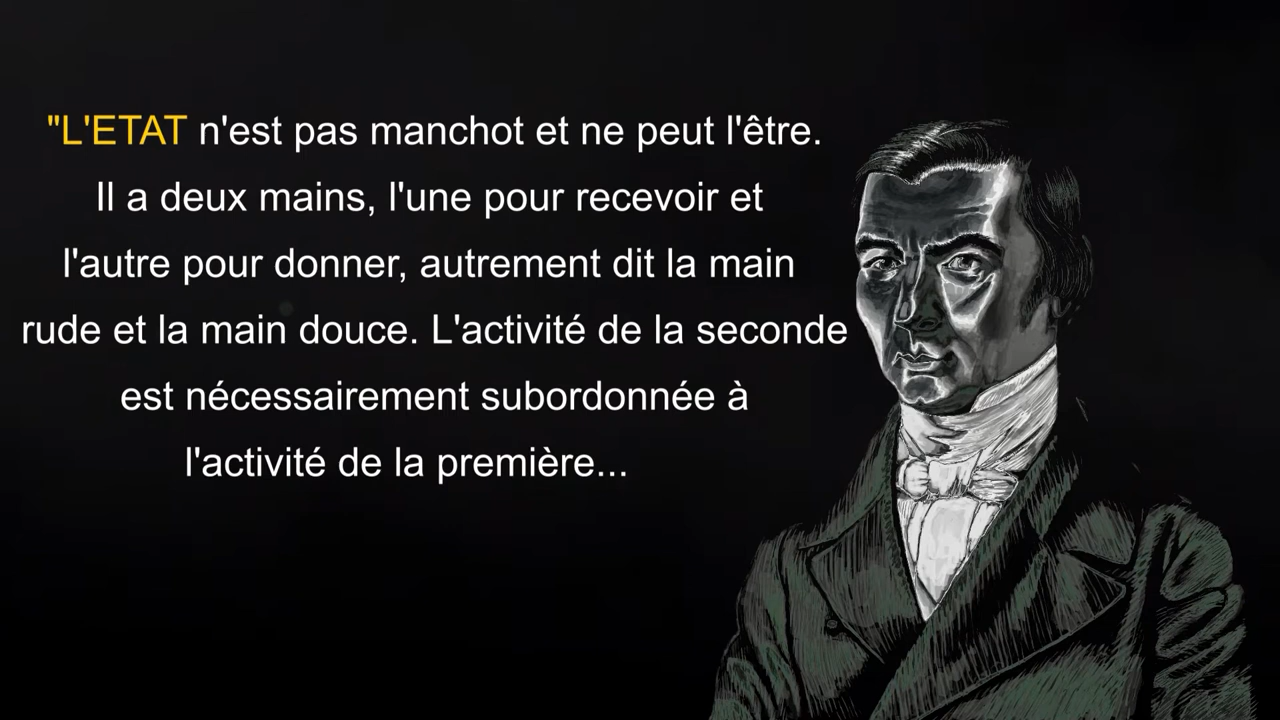 "L'ETAT n'est pas manchot et ne peut l'être.
Il a deux mains, l'une pour recevoir et
l'autre pour donner, autrement dit la main
rude et la main douce. L'activité de la seconde
est nécessairement subordonnée à
l'activité de la première...